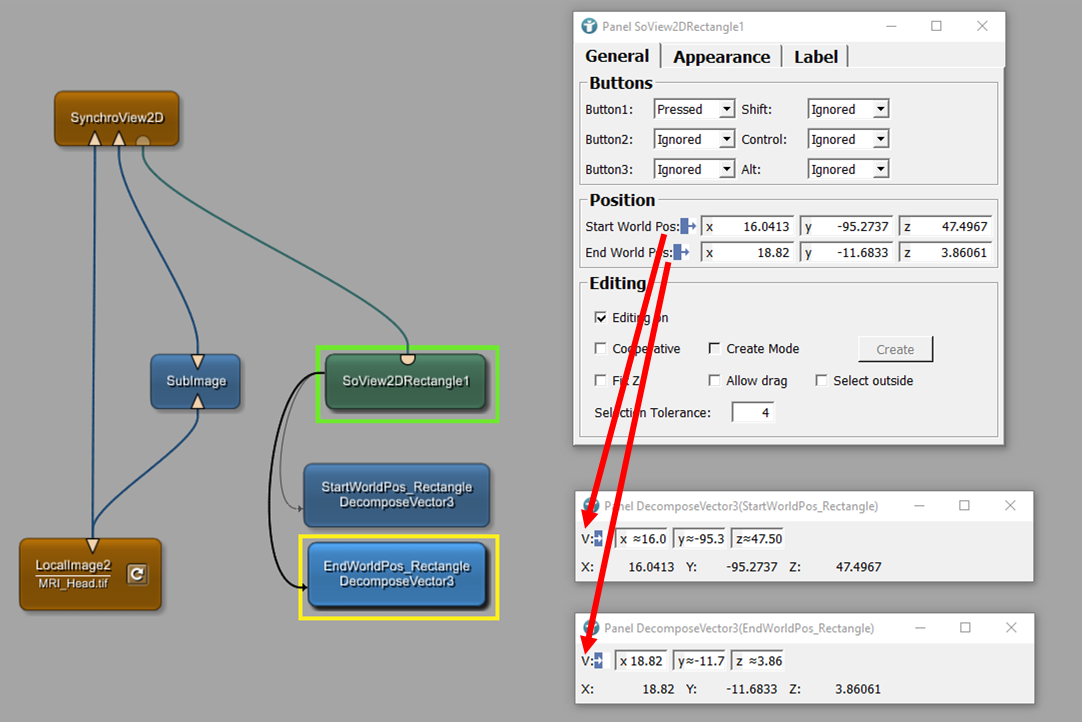 SynchroView2D
SubImage
SoView2DRectangle1
StartWorldPos_Rectangle
DecomposeVector3
EndWorldPos_Rectangle
DecomposeVector3
LocalImage2
MRI_Head.tif
Panel SoView2DRectangle1
General Appearance Label
Buttons
Button1: Pressed Shift: Ignored
Button2: Ignored Control: Ignored
Button3: Ignored Alt: Ignored
Position
Start World Pos: x 16.0413 y -95.2737 z 47.4967
End World Pos: x 18.82 y -11.6833 z 3.86061
Editing
Editing on
Cooperative Create Mode Create
Allow drag Select outside
Selection Tolerance: 4
Panel DecomposeVector3(StartWorldPos_Rectangle)
V: x ≈16.0 y≈-95.3 z≈47.50
X: 16.0413 Y: -95.2737 Z: 47.4967
Panel DecomposeVector3(EndWorldPos_Rectangle)
V: x 18.82 y≈-11.7 z ≈3.86
X: 18.82 Y: -11.6833 Z: 3.86061